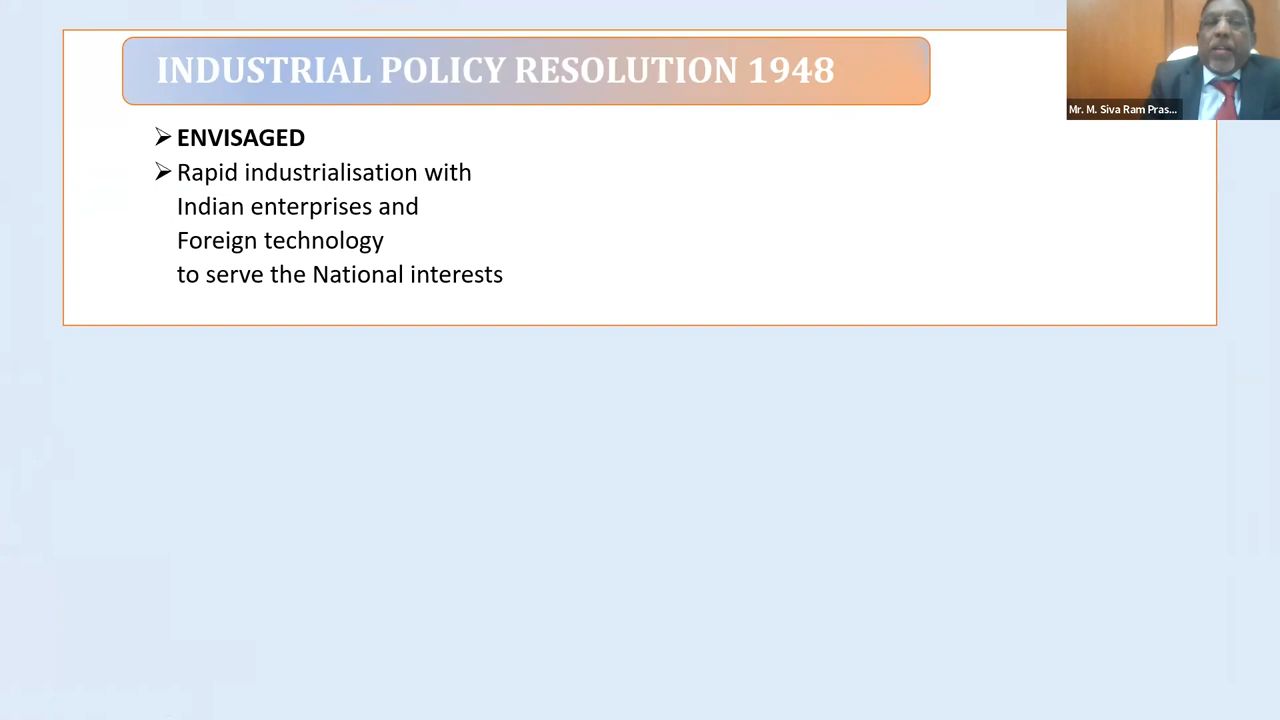 INDUSTRIAL POLICY RESOLUTION 1948
Mr. M. Siva Ram Pras...
➢ENVISAGED
➢Rapid industrialisation with
Indian enterprises and
Foreign technology
to serve the National interests